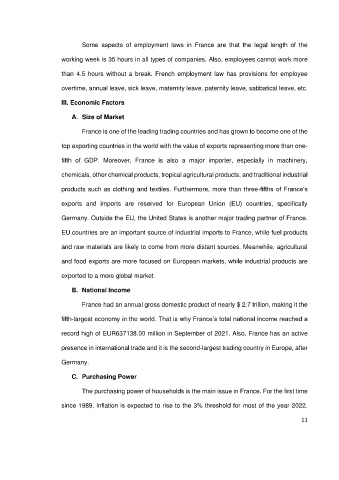 Some aspects of employment laws in France are that the legal length of the
working week is 35 hours in all types of companies. Also, employees cannot work more
than 4.5 hours without a break. French employment law has provisions for employee
overtime, annual leave, sick leave, maternity leave, paternity leave, sabbatical leave, etc.
III. Economic Factors
A. Size of Market
France is one of the leading trading countries and has grown to become one of the
top exporting countries in the world with the value of exports representing more than one-
fifth of GDP. Moreover, France is also a major importer, especially in machinery,
chemicals, other chemical products, tropical agricultural products, and traditional industrial
products such as clothing and textiles. Furthermore, more than three-fifths of France's
exports and imports are reserved for European Union (EU) countries, specifically
Germany. Outside the EU, the United States is another major trading partner of France.
EU countries are an important source of industrial imports to France, while fuel products
and raw materials are likely to come from more distant sources. Meanwhile, agricultural
and food exports are more focused on European markets, while industrial products are
exported to a more global market.
B. National Income
France had an annual gross domestic product of nearly $ 2.7 trillion, making it the
fifth-largest economy in the world. That is why France's total national income reached a
record high of EUR637138.00 million in September of 2021. Also, France has an active
presence in international trade and it is the second-largest trading country in Europe, after
Germany.
C. Purchasing Power
The purchasing power of households is the main issue in France. For the first time
since 1989, inflation is expected to rise to the 3% threshold for most of the year 2022.
11